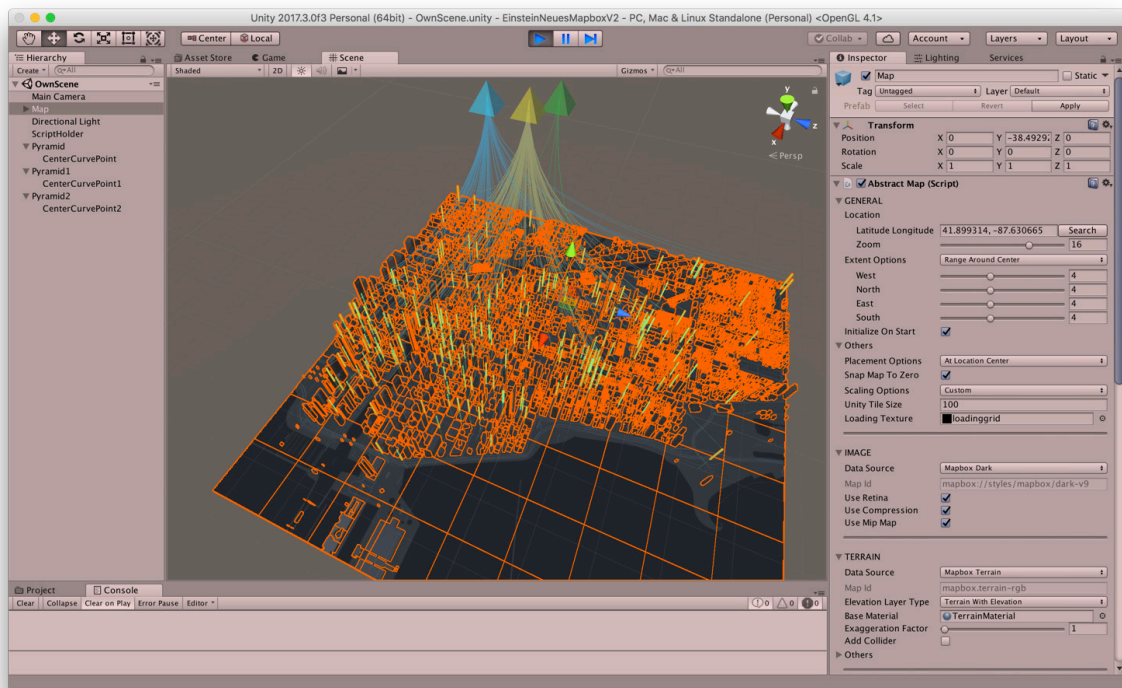 Unity 2017.3.0f3 Personal (64bit) - OwnScene.unity - EinsteinNeuesMapboxV2 - PC, Mac & Linux Standalone (Personal) <OpenGL 4.1>
Center Local Collab Account Layers Layout
Hierarchy
Create All
OwnScene
Main Camera
Map
Directional Light
ScriptHolder
Pyramid
CenterCurvePoint
Pyramid1
CenterCurvePoint1
Pyramid2
CenterCurvePoint2
Asset Store Game Scene
Shaded 2D Gizmos All
y
z
x
Persp
Inspector Lighting Services
Map Static
Tag Untagged Layer Default
Prefab Select Revert Apply
Transform
Position X 0 Y -38.4929 Z 0
Rotation X 0 Y 0 Z 0
Scale X 1 Y 1 Z 1
Abstract Map (Script)
GENERAL
Location
Latitude Longitude 41.899314, -87.630665 Search
Zoom 16
Extent Options Range Around Center
West 4
North 4
East 4
South 4
Initialize On Start
Others
Placement Options At Location Center
Snap Map To Zero
Scaling Options Custom
Unity Tile Size 100
Loading Texture loadinggrid
IMAGE
Data Source Mapbox Dark
Map Id mapbox://styles/mapbox/dark-v9
Use Retina
Use Compression
Use Mip Map
TERRAIN
Data Source Mapbox Terrain
Map Id mapbox.terrain-rgb
Elevation Layer Type Terrain With Elevation
Base Material TerrainMaterial
Exaggeration Factor 1
Add Collider
Others
Project Console
Clear Collapse Clear on Play Error Pause Editor 0 0 0